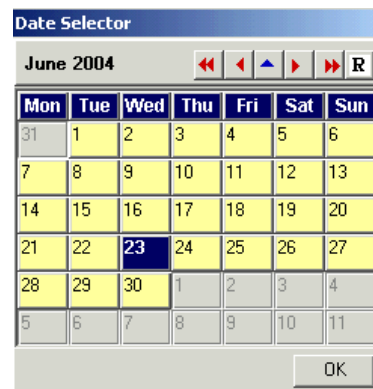 Date Selector
June 2004 R
Mon Tue Wed Thu Fri Sat Sun
31 1 2 3 4 5 6
7 8 9 10 11 12 13
14 15 16 17 18 19 20
21 22 23 24 25 26 27
28 29 30 1 2 3 4
5 6 7 8 9 10 11
OK